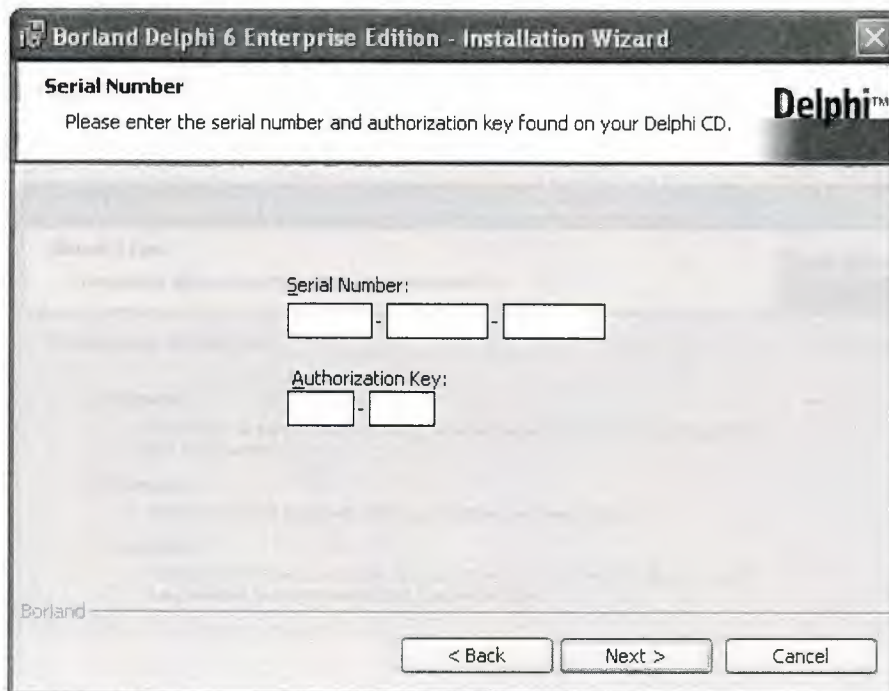 Borland Delphi 6 Enterprise Edition - Installation Wizard
Serial Number
Please enter the serial number and authorization key found on your Delphi CD.
Delphi™
Serial Number:
- -
Authorization Key:
-
Borland
< Back Next > Cancel